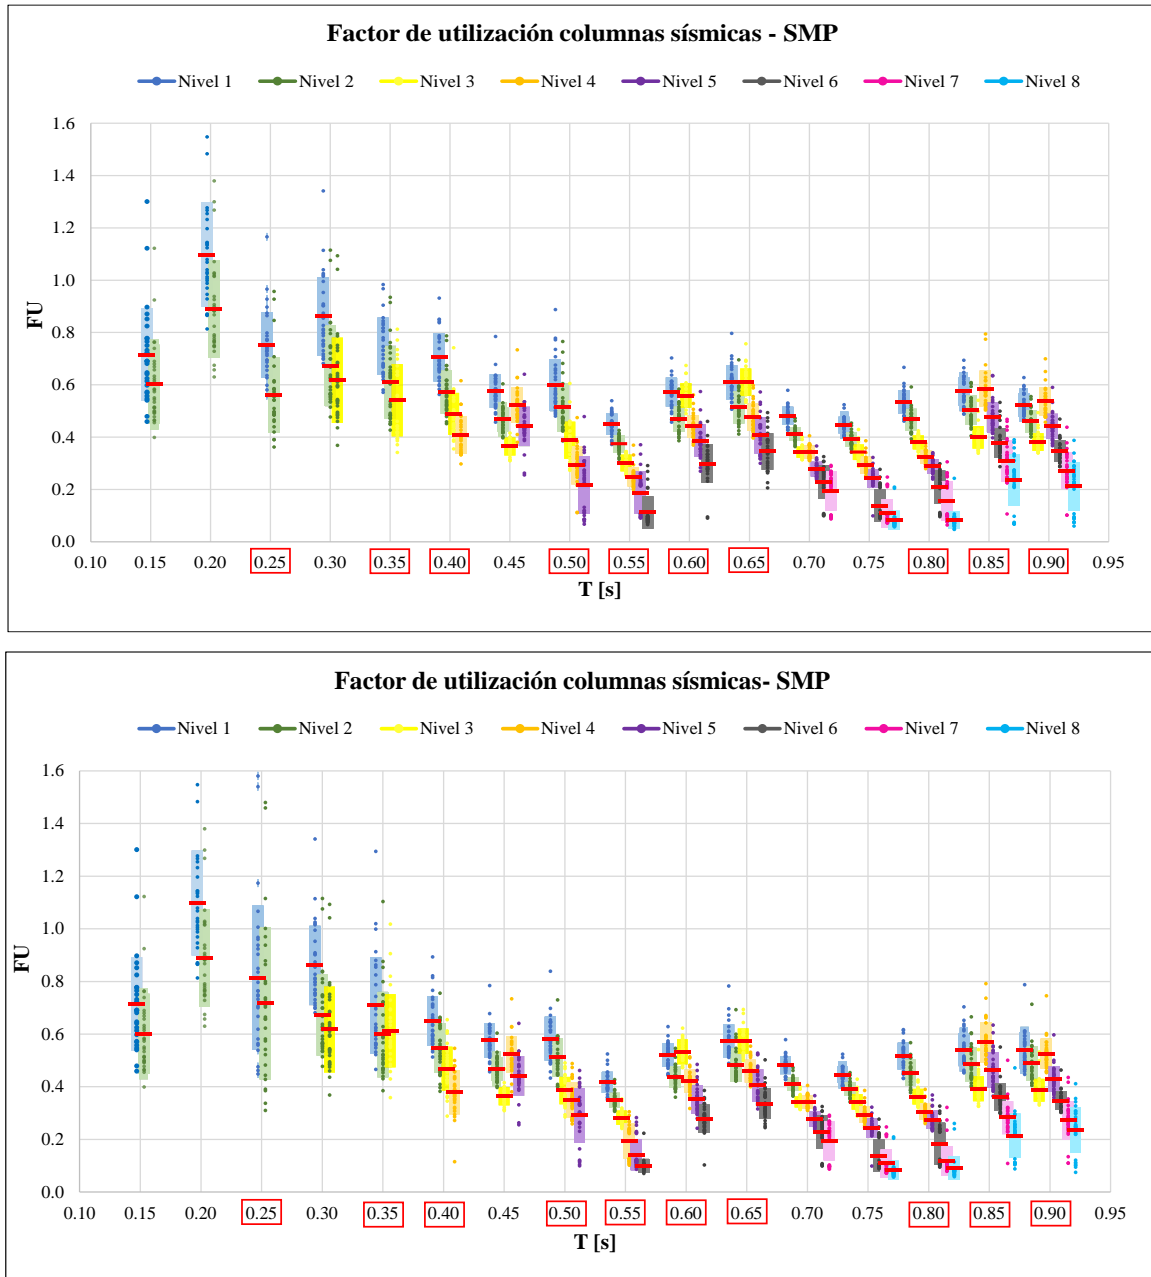 Factor de utilización columnas sísmicas - SMP
Nivel 1 Nivel 2 Nivel 3 Nivel 4 Nivel 5 Nivel 6 Nivel 7 Nivel 8
1.6
1.4
1.2
1.0
0.8
0.6
0.4
0.2
0.0
FU
0.10 0.15 0.20 0.25 0.30 0.35 0.40 0.45 0.50 0.55 0.60 0.65 0.70 0.75 0.80 0.85 0.90 0.95
T [s]
Factor de utilización columnas sísmicas- SMP
Nivel 1 Nivel 2 Nivel 3 Nivel 4 Nivel 5 Nivel 6 Nivel 7 Nivel 8
1.6
1.4
1.2
1.0
0.8
0.6
0.4
0.2
0.0
FU
0.10 0.15 0.20 0.25 0.30 0.35 0.40 0.45 0.50 0.55 0.60 0.65 0.70 0.75 0.80 0.85 0.90 0.95
T [s]